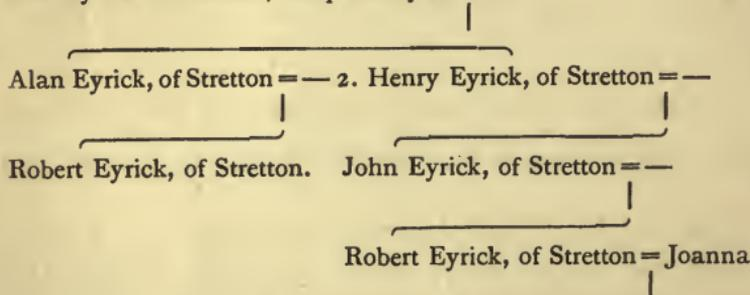 Alan Eyrick, of Stretton = — 2. Henry Eyrick, of Stretton = —
Robert Eyrick, of Stretton. John Eyrick, of Stretton = —
Robert Eyrick, of Stretton = Joanna